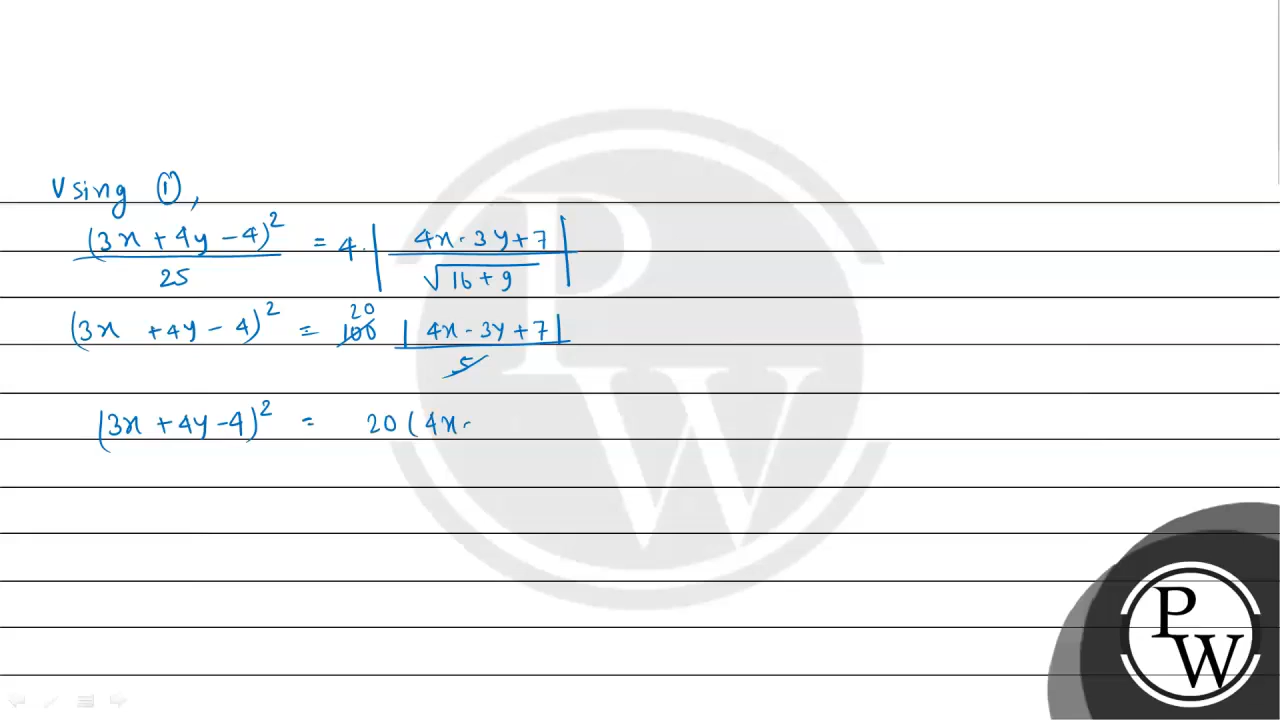 Using ①,
(3x + 4y - 4)² / 25 = 4 · | 4x - 3y + 7 / √16 + 9 |
20
(3x + 4y - 4)² = 100 | 4x - 3y + 7 | / 5
(3x + 4y - 4)² = 20 ( 4x -
P
W
P
W